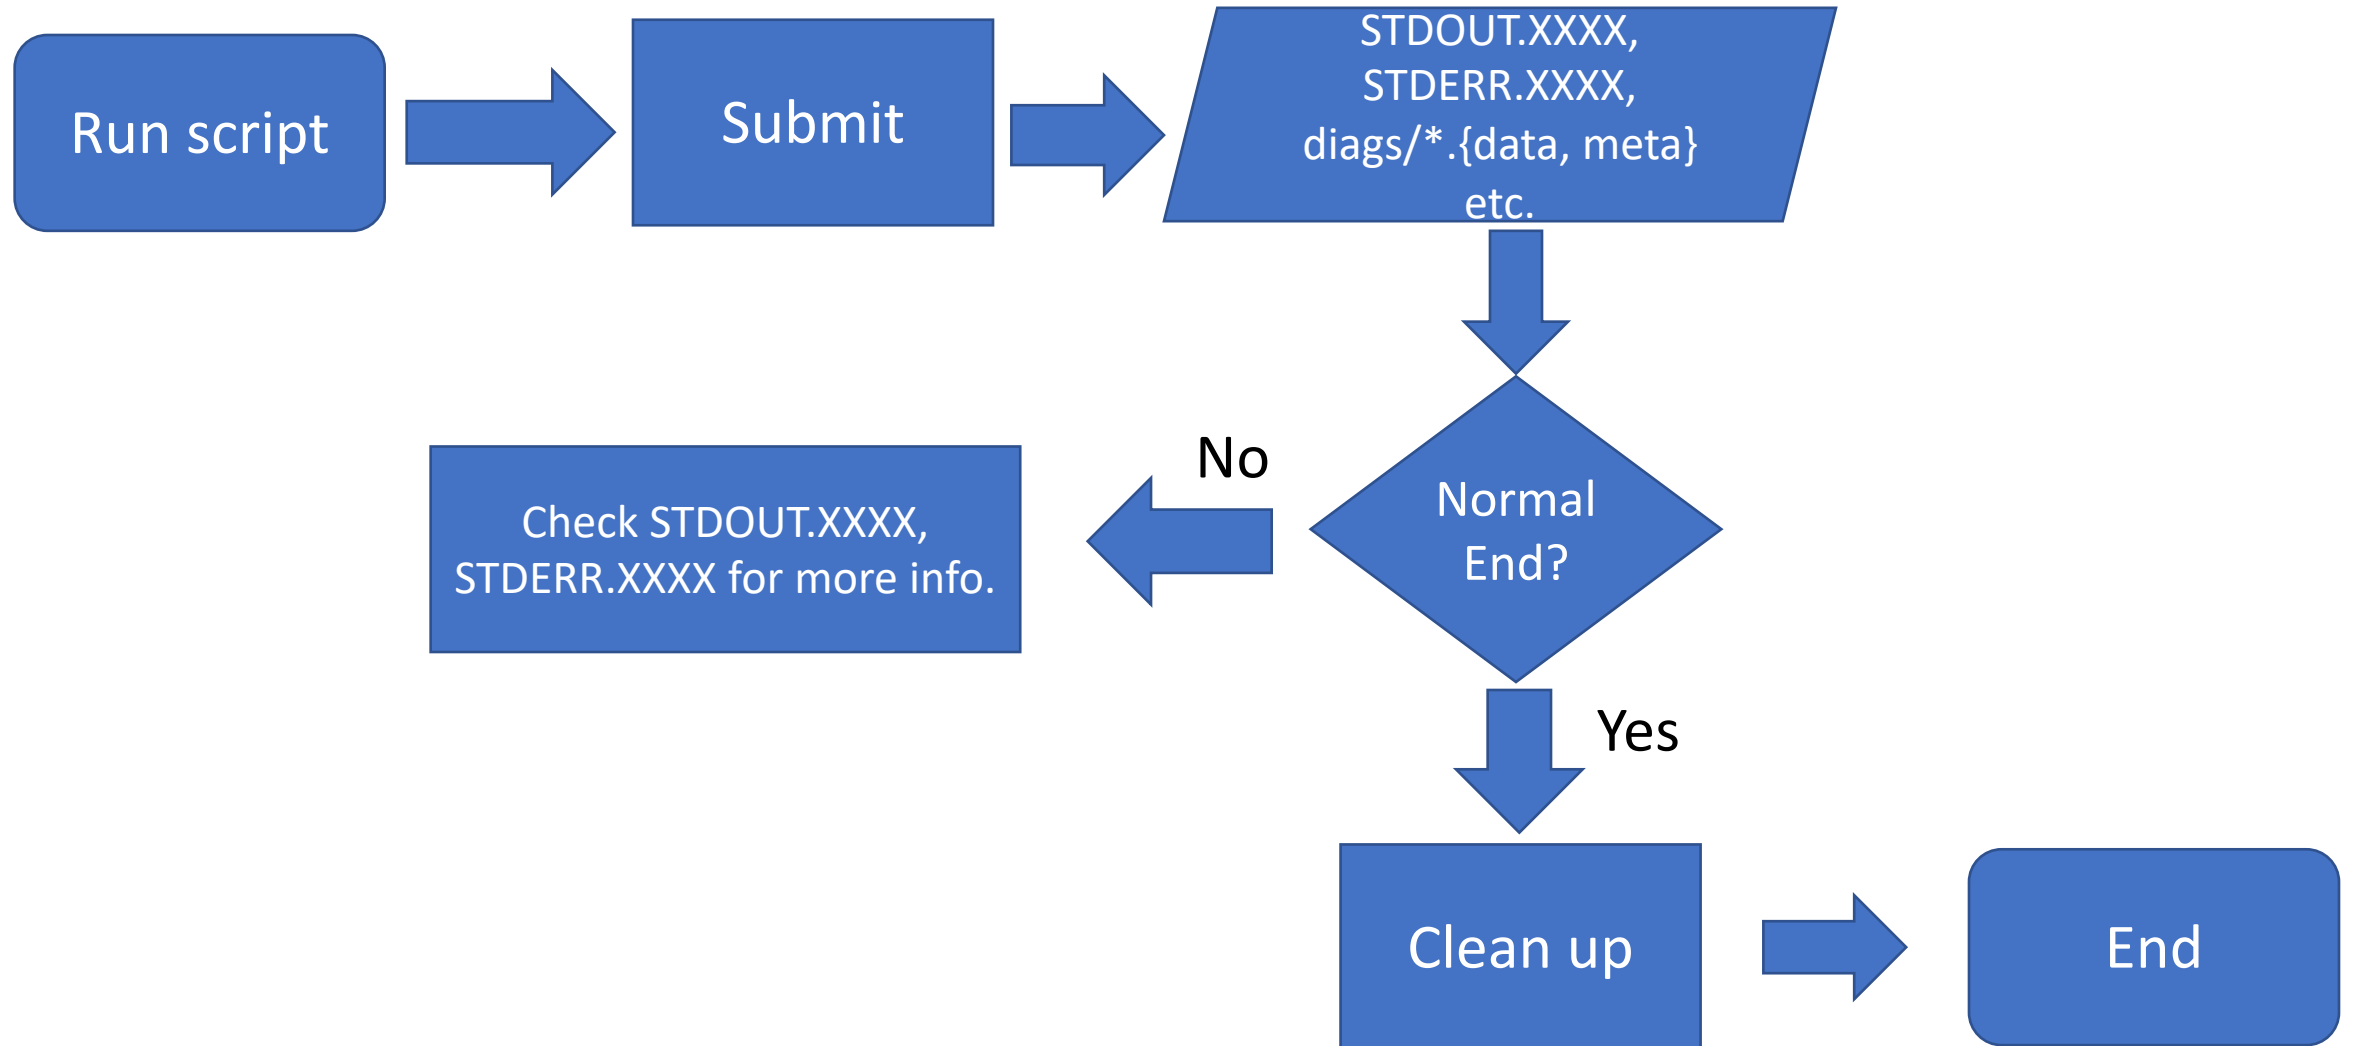 Run script
Submit
STDOUT.XXXX,
STDERR.XXXX,
diags/*.{data, meta}
etc.
No
Check STDOUT.XXXX,
STDERR.XXXX for more info.
Normal
End?
Yes
Clean up
End